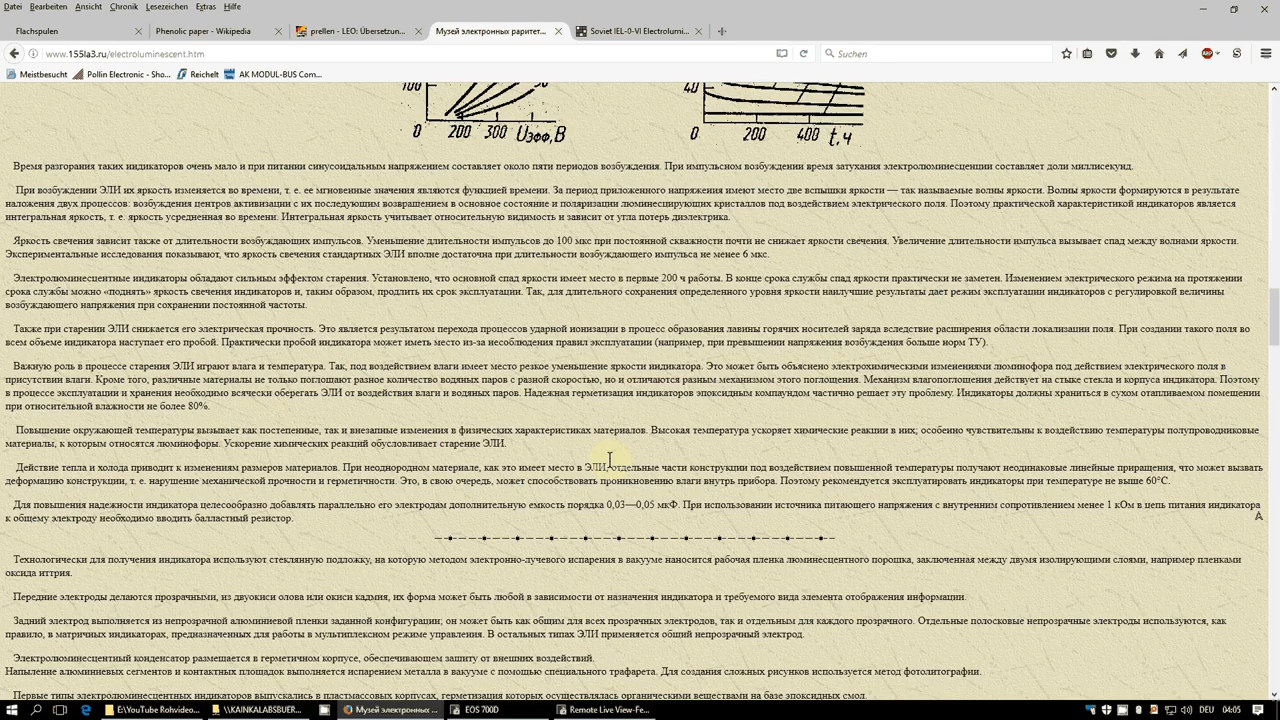 Datei Bearbeiten Ansicht Chronik Lesezeichen Extras Hilfe
Flachspulen × Phenolic paper - Wikipedia × prellen – LEO: Übersetzun... × Музей электронных раритет... × Soviet IEL-0-VI Electrolumi... ×
www.155la3.ru/electroluminescent.htm Suchen
Meistbesucht Pollin Electronic - Sho... Reichelt AK MODUL-BUS Com...
100 40
0 200 300 Uэфф, В 0 200 400 t, ч
Время разгорания таких индикаторов очень мало и при питании синусоидальным напряжением составляет около пяти периодов возбуждения. При импульсном возбуждении время затухания электролюминесценции составляет доли миллисекунд.
При возбуждении ЭЛИ их яркость изменяется во времени, т. е. ее мгновенные значения являются функцией времени. За период приложенного напряжения имеют место две вспышки яркости — так называемые волны яркости. Волны яркости формируются в результате
наложения двух процессов: возбуждения центров активизации с их последующим возвращением в основное состояние и поляризации люминесцирующих кристаллов под воздействием электрического поля. Поэтому практической характеристикой индикаторов является
интегральная яркость, т. е. яркость усредненная во времени. Интегральная яркость учитывает относительную видимость и зависит от угла потерь диэлектрика.
Яркость свечения зависит также от длительности возбуждающих импульсов. Уменьшение длительности импульсов до 100 мкс при постоянной скважности почти не снижает яркости свечения. Увеличение длительности импульса вызывает спад между волнами яркости.
Экспериментальные исследования показывают, что яркость свечения стандартных ЭЛИ вполне достаточна при длительности возбуждающего импульса не менее 6 мкс.
Электролюминесцентные индикаторы обладают сильным эффектом старения. Установлено, что основной спад яркости имеет место в первые 200 ч работы. В конце срока службы спад яркости практически не заметен. Изменением электрического режима на протяжении
срока службы можно «поднять» яркость свечения индикаторов и, таким образом, продлить их срок эксплуатации. Так, для длительного сохранения определенного уровня яркости наилучшие результаты дает режим эксплуатации индикаторов с регулировкой величины
возбуждающего напряжения при сохранении постоянной частоты.
Также при старении ЭЛИ снижается его электрическая прочность. Это является результатом перехода процессов ударной ионизации в процесс образования лавины горячих носителей заряда вследствие расширения области локализации поля. При создании такого поля во
всем объеме индикатора наступает его пробой. Практически пробой индикатора может иметь место из-за несоблюдения правил эксплуатации (например, при превышении напряжения возбуждения больше иорм ТУ).
Важную роль в процессе старения ЭЛИ играют влага и температура. Так, под воздействием влаги имеет место резкое уменьшение яркости индикатора. Это может быть объяснено электрохимическими изменениями люминофора под действием электрического поля в
присутствии влаги. Кроме того, различные материалы не только поглощают разное количество водяных паров с разной скоростью, но и отличаются разным механизмом этого поглощения. Механизм влагопоглощения действует на стыке стекла и корпуса индикатора. Поэтому
в процессе эксплуатации и хранения необходимо всячески оберегать ЭЛИ от воздействия влаги и водяных паров. Надежная герметизация индикаторов эпоксидным компаундом частично решает эту проблему. Индикаторы должны храниться в сухом отапливаемом помещении
при относительной влажности не более 80%.
Повышение окружающей температуры вызывает как постепенные, так и внезапные изменения в физических характеристиках материалов. Высокая температура ускоряет химические реакции в них; особенно чувствительны к воздействию температуры полупроводниковые
материалы, к которым относятся люминофоры. Ускорение химических реакций обусловливает старение ЭЛИ.
Действие тепла и холода приводит к изменениям размеров материалов. При неоднородном материале, как это имеет место в ЭЛИ, отдельные части конструкции под воздействием повышенной температуры получают неодинаковые линейные приращения, что может вызвать
деформацию конструкции, т. е. нарушение механической прочности и герметичности. Это, в свою очередь, может способствовать проникновению влаги внутрь прибора. Поэтому рекомендуется эксплуатировать индикаторы при температуре не выше 60°С.
Для повышения надежности индикатора целесообразно добавлять параллельно его электродам дополнительную емкость порядка 0,03—0,05 мкФ. При использовании источника питающего напряжения с внутренним сопротивлением менее 1 кОм в цепь питания индикатора
к общему электроду необходимо вводить балластный резистор.
Технологически для получения индикатора используют стеклянную подложку, на которую методом электронно-лучевого испарения в вакууме наносится рабочая пленка люминесцентного порошка, заключенная между двумя изолирующими слоями, например пленками
оксида иттрия.
Передние электроды делаются прозрачными, из двуокиси олова или окиси кадмия, их форма может быть любой в зависимости от назначения индикатора и требуемого вида элемента отображения информации.
Задний электрод выполняется из непрозрачной алюминиевой пленки заданной конфигурации; он может быть как общим для всех прозрачных электродов, так и отдельным для каждого прозрачного. Отдельные полосковые непрозрачные электроды используются, как
правило, в матричных индикаторах, предназначенных для работы в мультиплексном режиме управления. В остальных типах ЭЛИ применяется общий непрозрачный электрод.
Электролюминесцентный конденсатор размещается в герметичном корпусе, обеспечивающем зашиту от внешних воздействий.
Напыление алюминиевых сегментов и контактных площадок выполняется испарением металла в вакууме с помощью специального трафарета. Для создания сложных рисунков используется метод фотолитографии.
Первые типы электролюминесцентных индикаторов выпускались в пластмассовых корпусах, герметизация которых осуществлялась органическими веществами на базе эпоксидных смол.
E:\YouTube Rohvideo... \\KAINKALABSBUER... Музей электронных ... EOS 700D Remote Live View-Fe... DEU 04:05